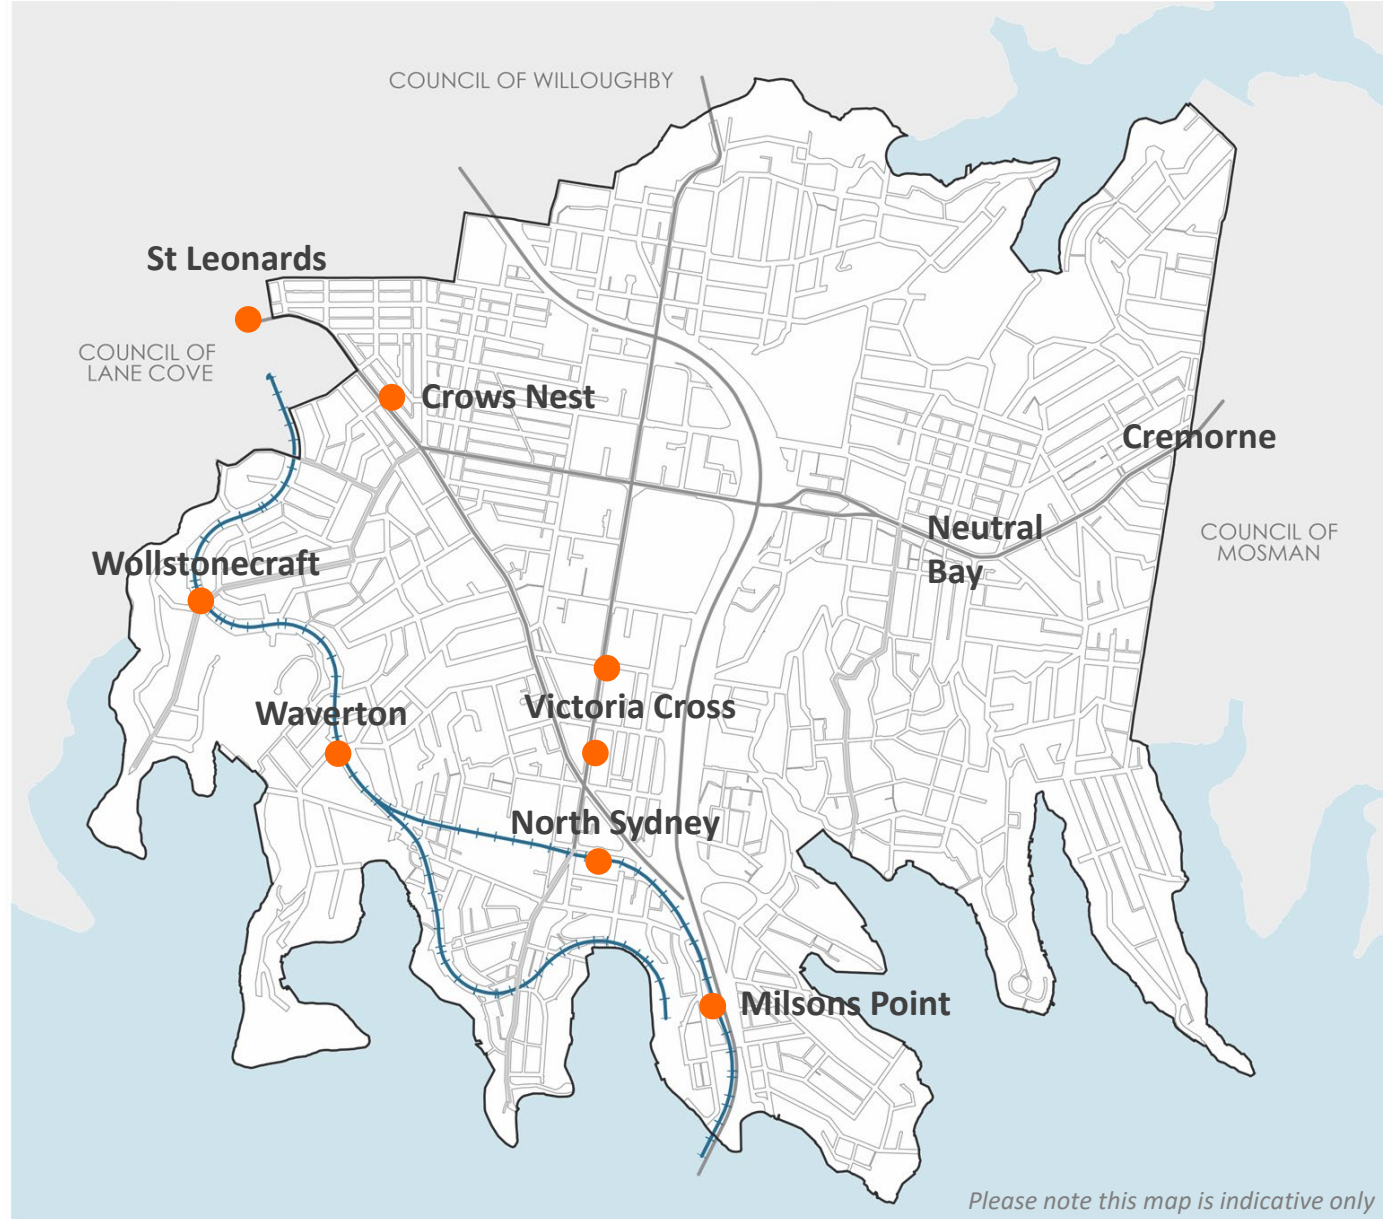 COUNCIL OF WILLOUGHBY
St Leonards
COUNCIL OF
LANE COVE
Crows Nest
Cremorne
Neutral
Bay
COUNCIL OF
MOSMAN
Wollstonecraft
Waverton
Victoria Cross
North Sydney
Milsons Point
Please note this map is indicative only